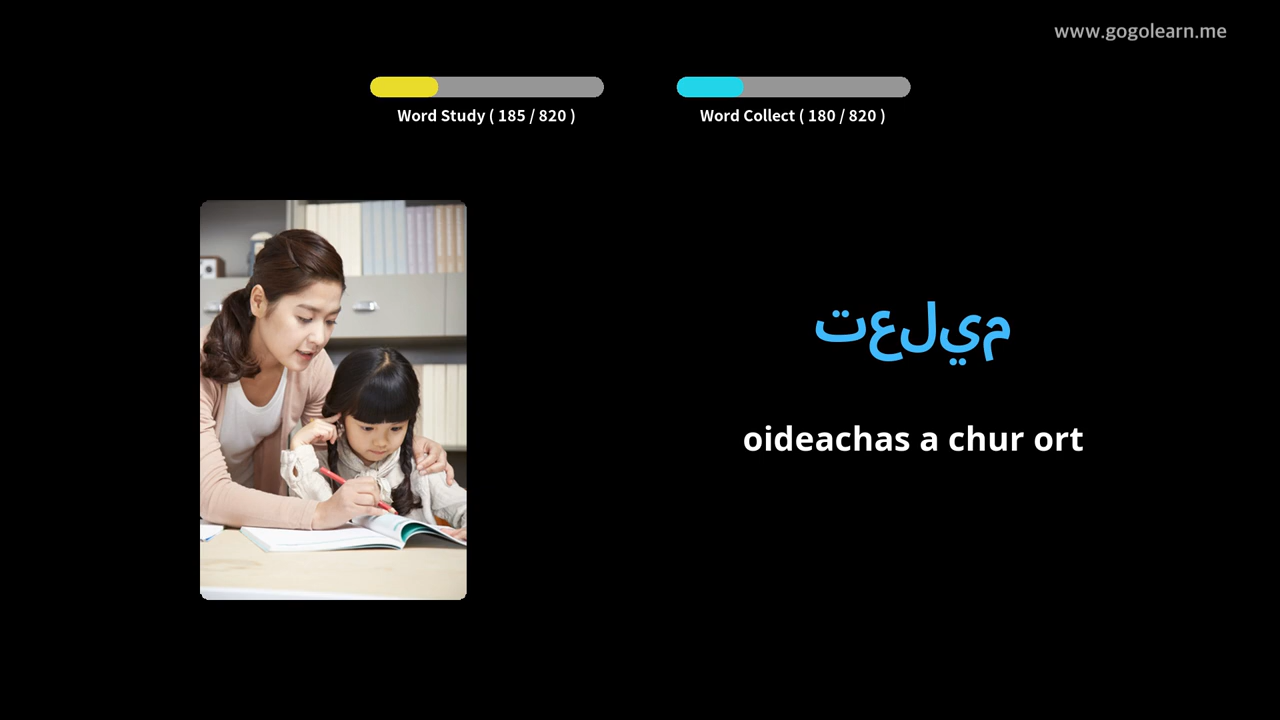 www.gogolearn.me
Word Study ( 185 / 820 )
Word Collect ( 180 / 820 )
تعليم
oideachas a chur ort